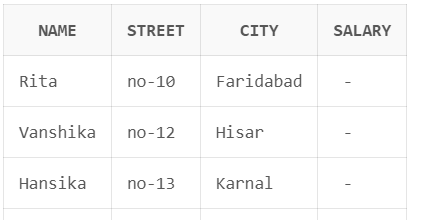 NAME STREET CITY SALARY
Rita no-10 Faridabad -
Vanshika no-12 Hisar -
Hansika no-13 Karnal -